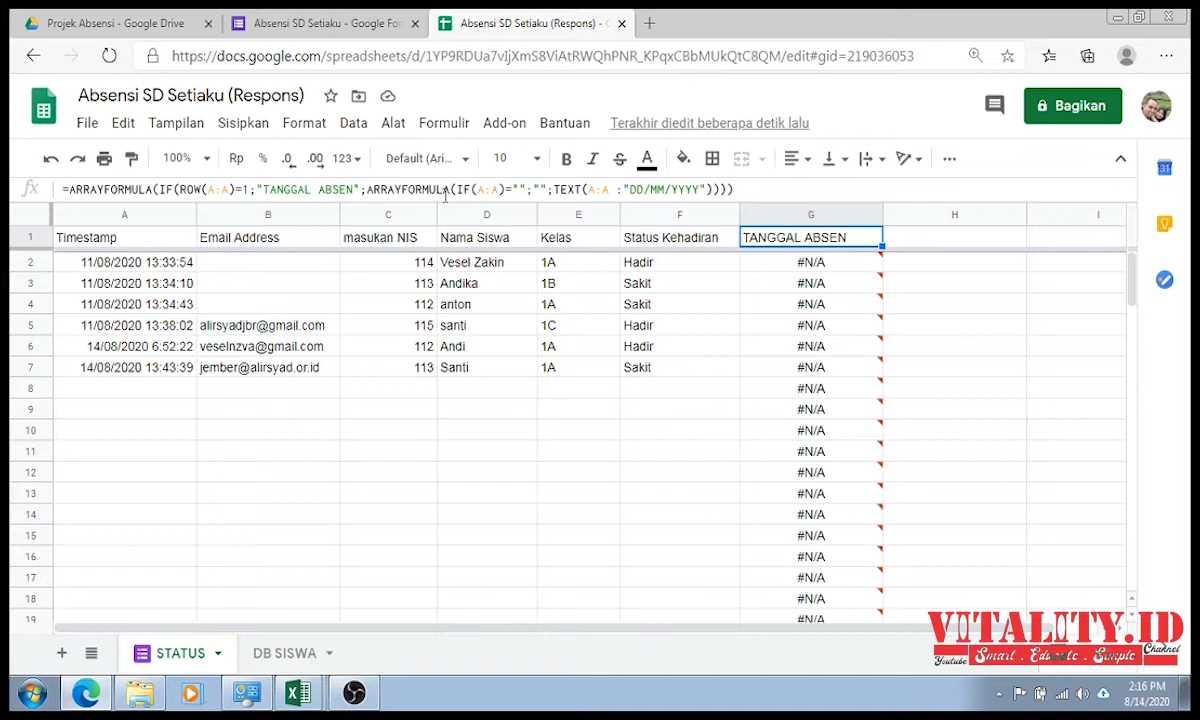 Projek Absensi - Google Drive
Absensi SD Setiaku - Google For
Absensi SD Setiaku (Respons) - G
https://docs.google.com/spreadsheets/d/1YP9RDUa7vIjXmS8ViAtRWQhPNR_KPqxCBbMUkQtC8QM/edit#gid=219036053
Absensi SD Setiaku (Respons)
Bagikan
File Edit Tampilan Sisipkan Format Data Alat Formulir Add-on Bantuan Terakhir diedit beberapa detik lalu
100% Rp % .0 .00 123 Default (Ari... 10 B I S A
31
fx =ARRAYFORMULA(IF(ROW(A:A)=1;"TANGGAL ABSEN";ARRAYFORMULA(IF(A:A)="";"";TEXT(A:A :"DD/MM/YYYY"))))
A B C D E F G H I
1 Timestamp Email Address masukan NIS Nama Siswa Kelas Status Kehadiran TANGGAL ABSEN
2 11/08/2020 13:33:54 114 Vesel Zakin 1A Hadir #N/A
3 11/08/2020 13:34:10 113 Andika 1B Sakit #N/A
4 11/08/2020 13:34:43 112 anton 1A Sakit #N/A
5 11/08/2020 13:38:02 alirsyadjbr@gmail.com 115 santi 1C Hadir #N/A
6 14/08/2020 6:52:22 veselnzva@gmail.com 112 Andi 1A Hadir #N/A
7 14/08/2020 13:43:39 jember@alirsyad.or.id 113 Santi 1A Sakit #N/A
8 #N/A
9 #N/A
10 #N/A
11 #N/A
12 #N/A
13 #N/A
14 #N/A
15 #N/A
16 #N/A
17 #N/A
18 #N/A
19 #N/A
VITALITY.ID
Youtube Smart . Educate . Simple Channel
STATUS DB SISWA
2:16 PM
8/14/2020